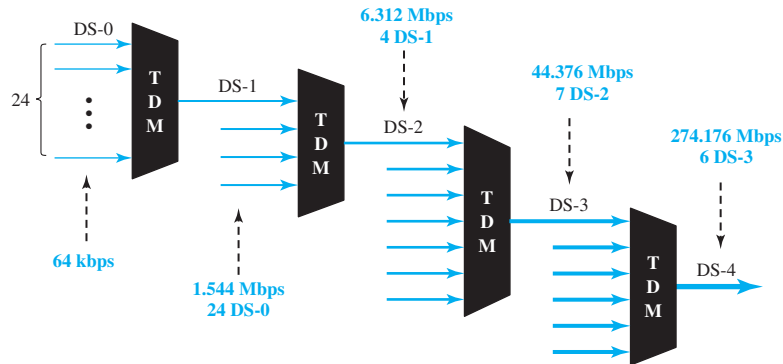 DS-0
24
T
D
M
64 kbps
DS-1
1.544 Mbps
24 DS-0
T
D
M
6.312 Mbps
4 DS-1
DS-2
T
D
M
44.376 Mbps
7 DS-2
DS-3
T
D
M
274.176 Mbps
6 DS-3
DS-4